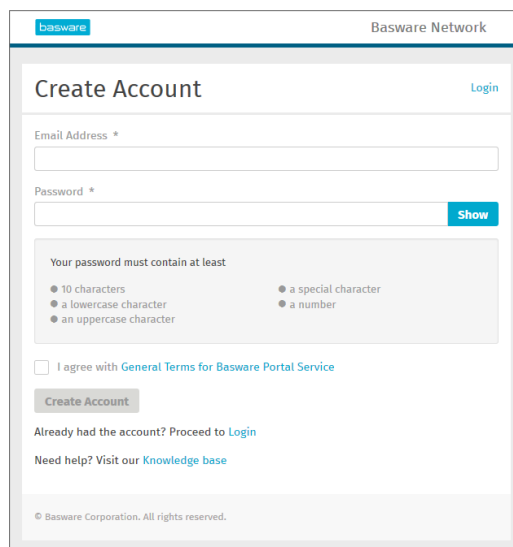 basware
Basware Network
Create Account
Login
Email Address *
Password *
Show
Your password must contain at least
10 characters
a special character
a lowercase character
a number
an uppercase character
I agree with General Terms for Basware Portal Service
Create Account
Already had the account? Proceed to Login
Need help? Visit our Knowledge base
© Basware Corporation. All rights reserved.